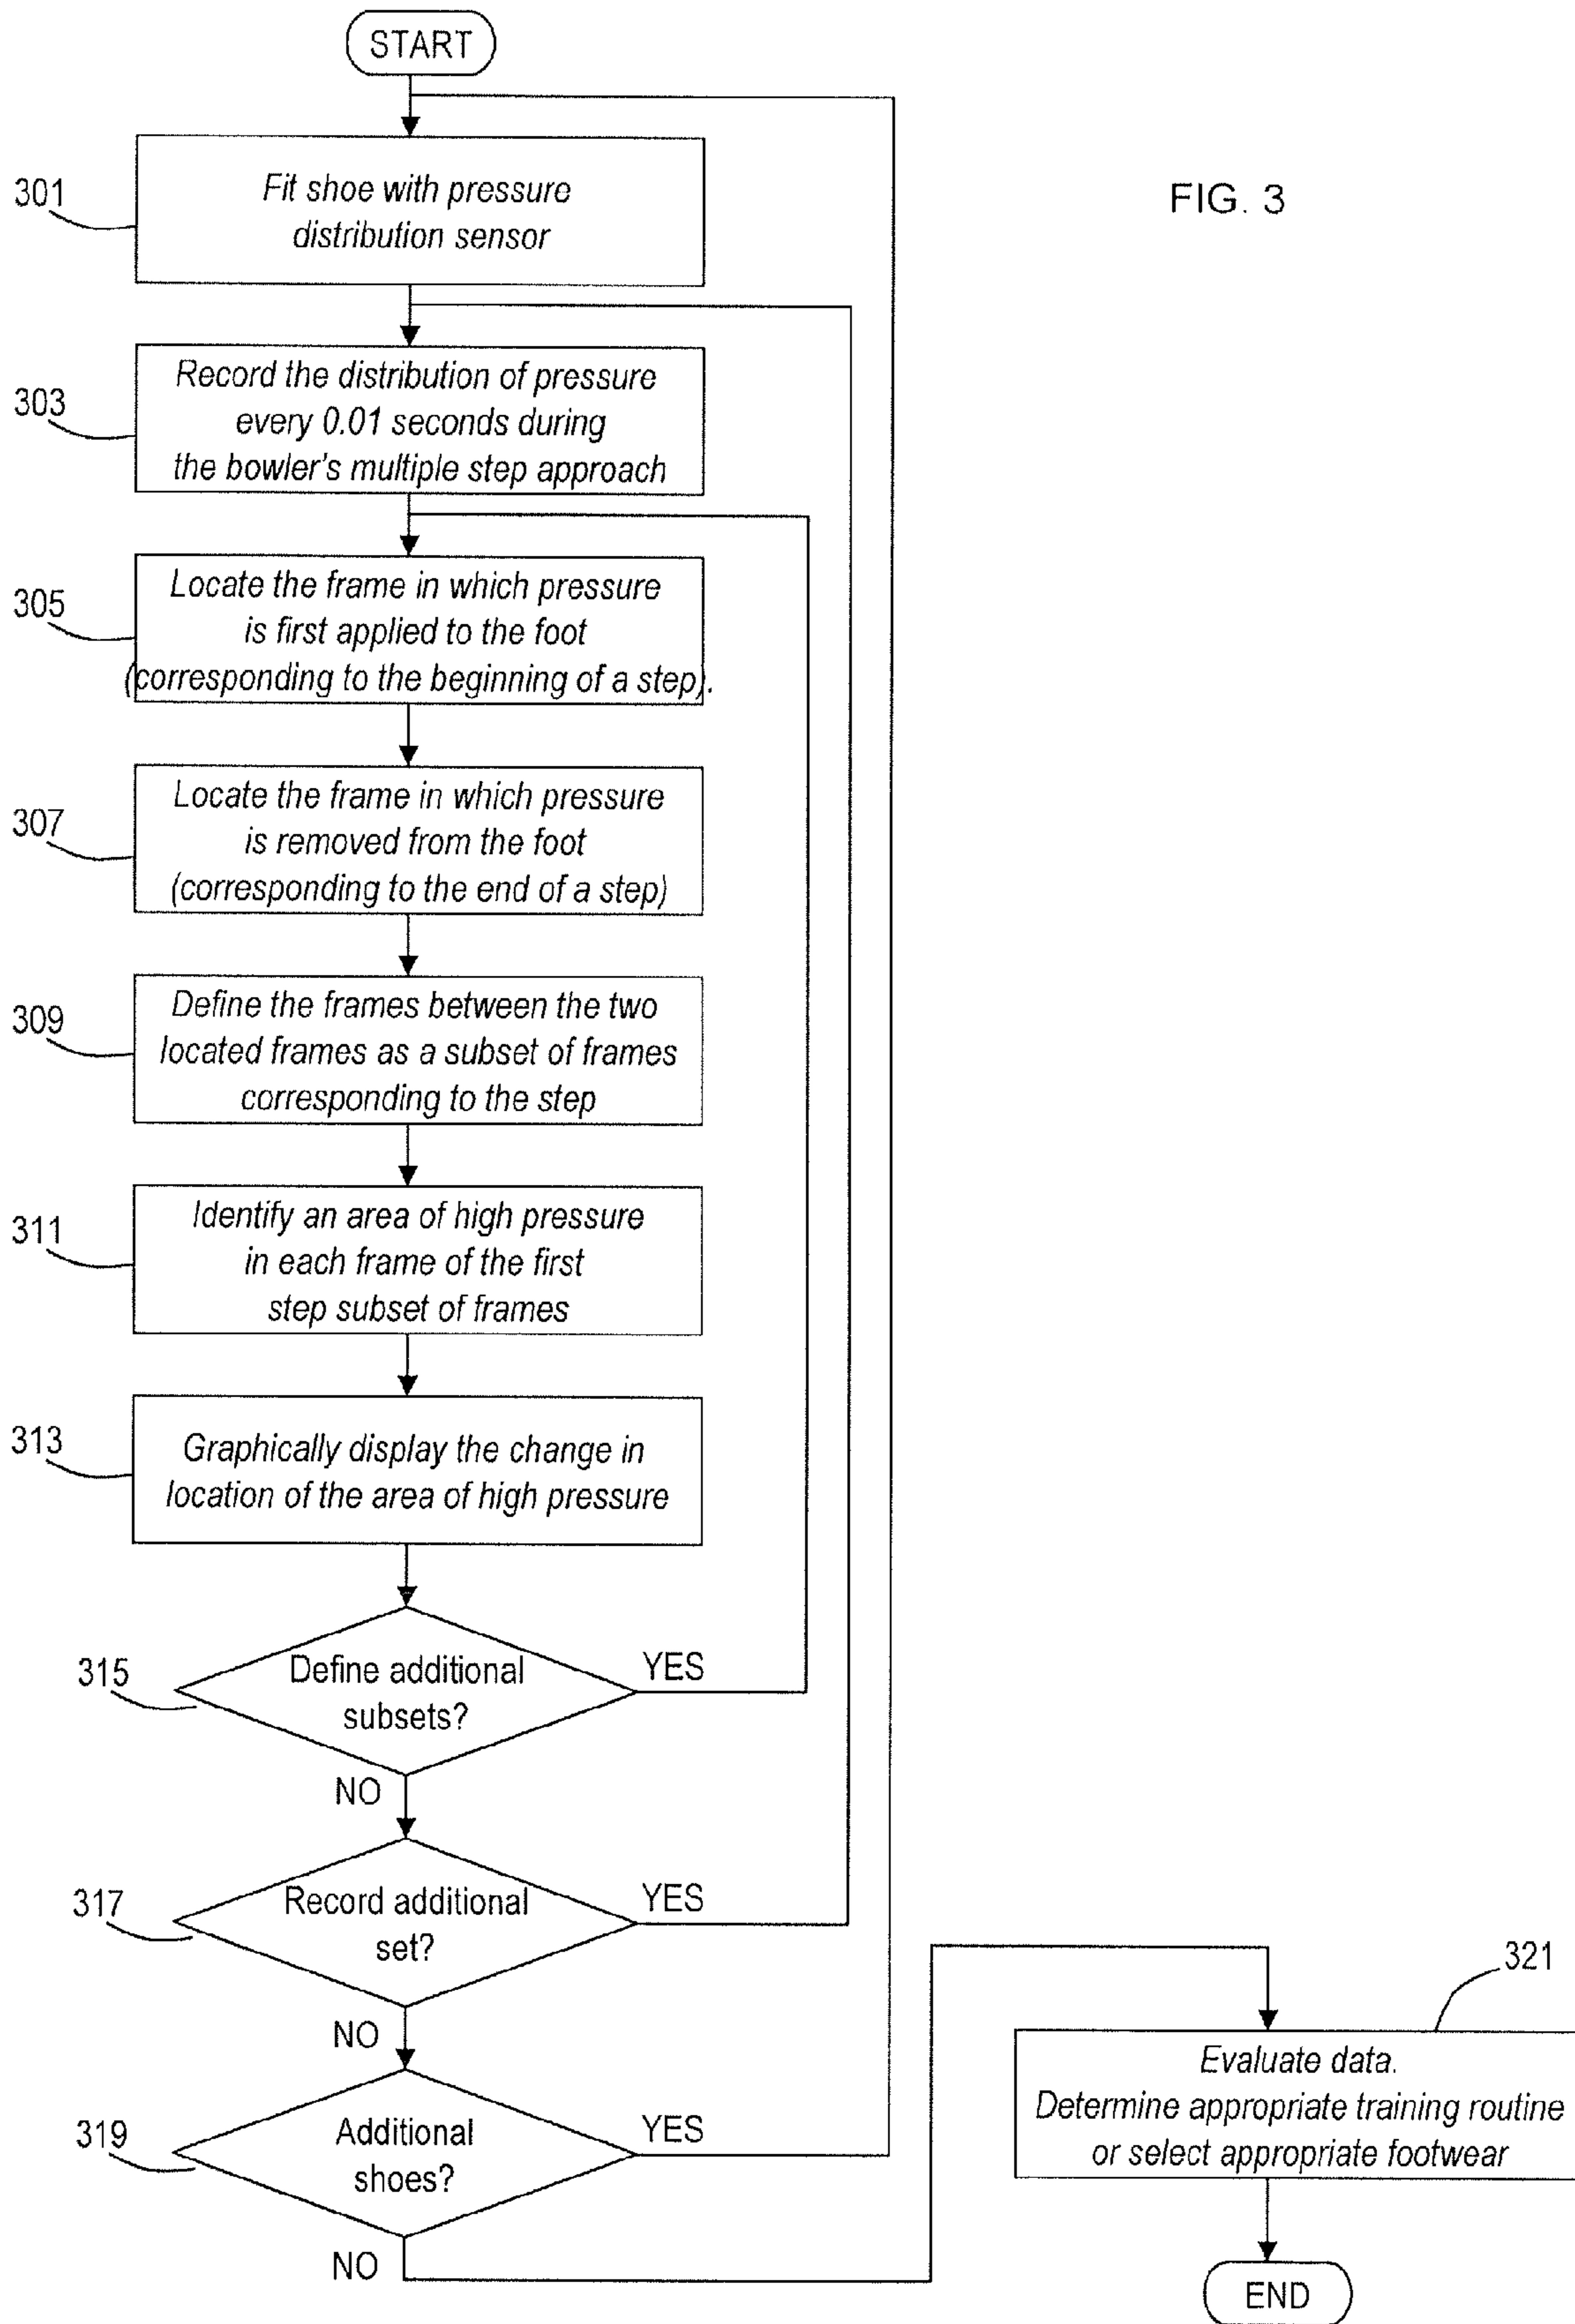 START
FIG. 3
301
Fit shoe with pressure
distribution sensor
303
Record the distribution of pressure
every 0.01 seconds during
the bowler's multiple step approach
305
Locate the frame in which pressure
is first applied to the foot
(corresponding to the beginning of a step).
307
Locate the frame in which pressure
is removed from the foot
(corresponding to the end of a step)
309
Define the frames between the two
located frames as a subset of frames
corresponding to the step
311
Identify an area of high pressure
in each frame of the first
step subset of frames
313
Graphically display the change in
location of the area of high pressure
315
Define additional
subsets?
YES
NO
317
Record additional
set?
YES
NO
319
Additional
shoes?
YES
NO
321
Evaluate data.
Determine appropriate training routine
or select appropriate footwear
END